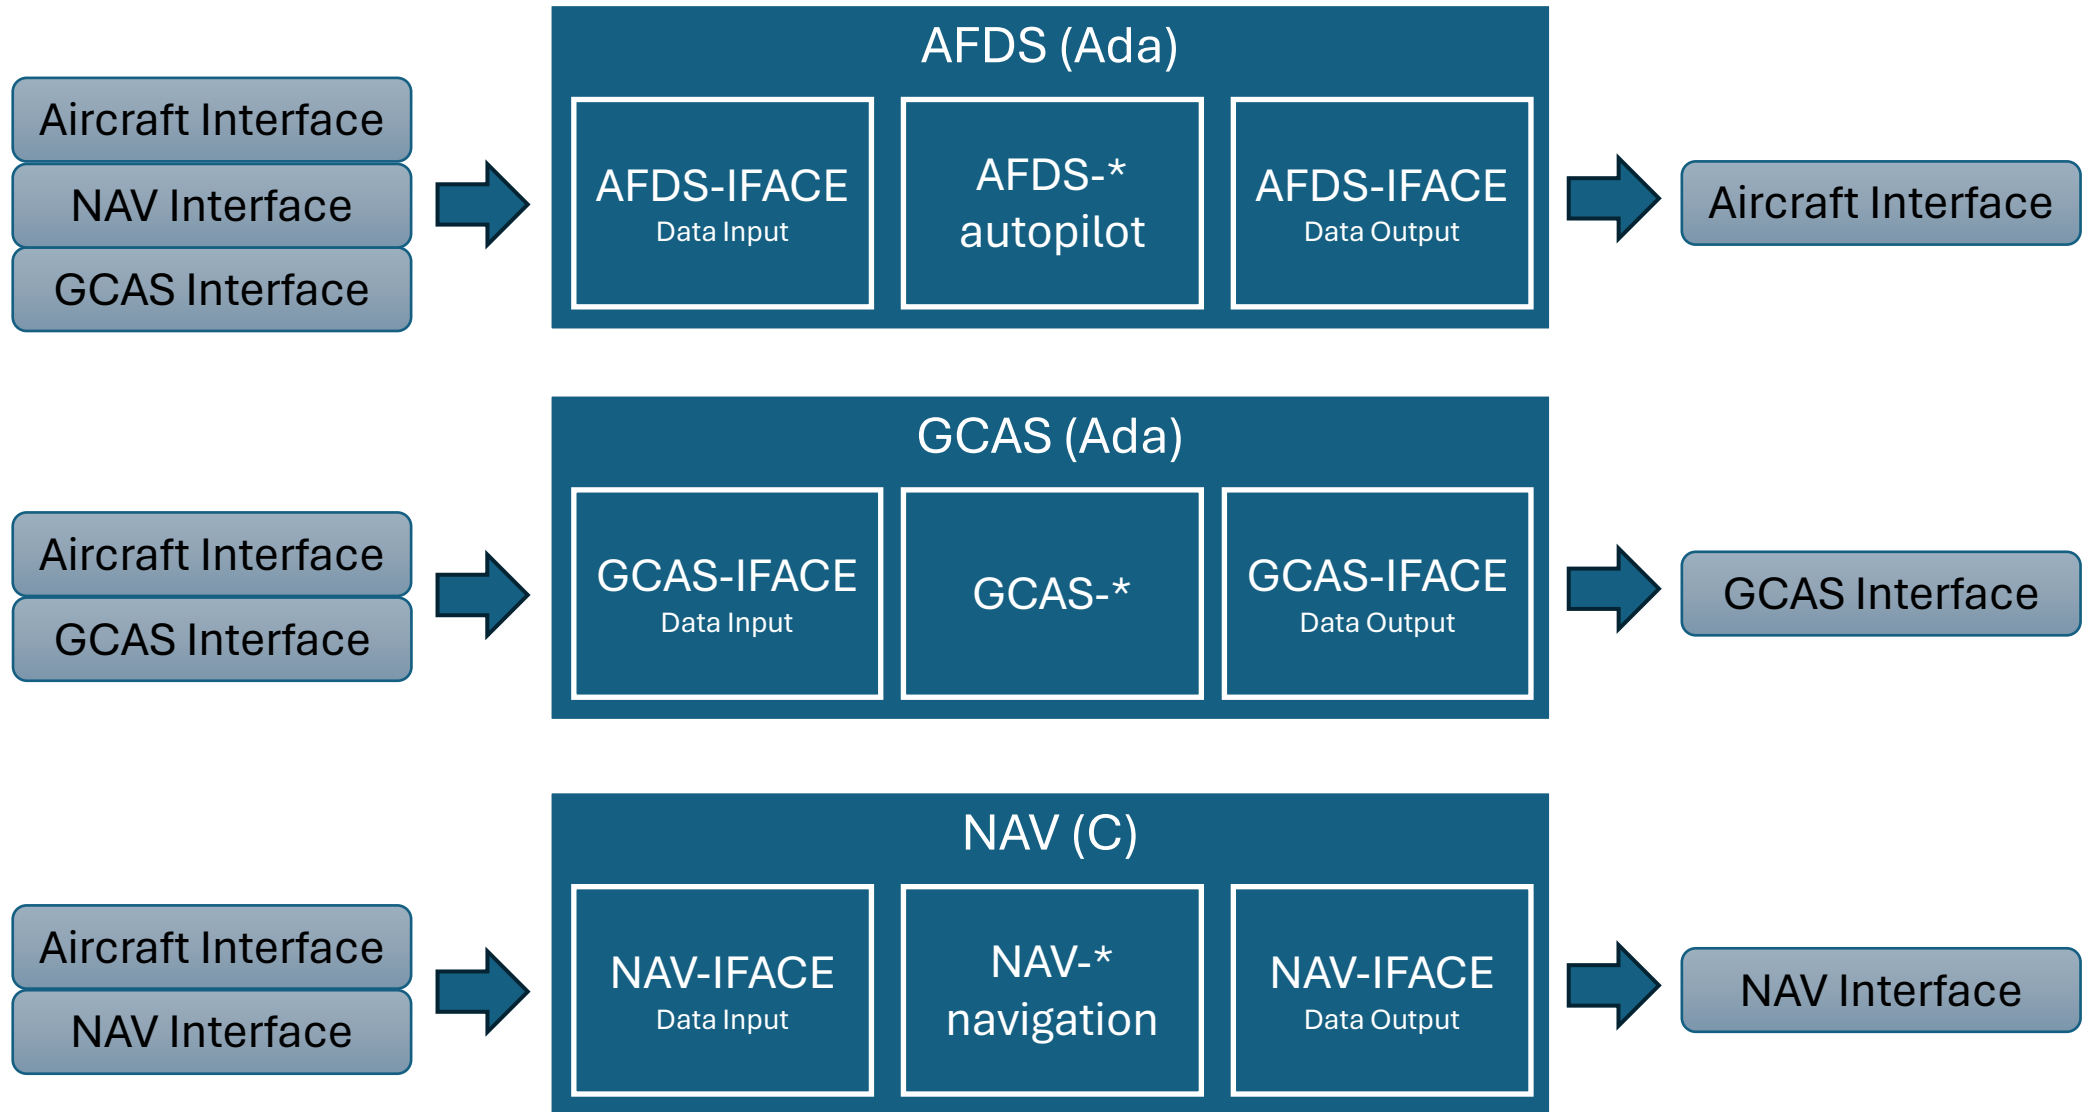 AFDS (Ada)
Aircraft Interface
NAV Interface
GCAS Interface
AFDS-IFACE
Data Input
AFDS-*
autopilot
AFDS-IFACE
Data Output
Aircraft Interface
GCAS (Ada)
Aircraft Interface
GCAS Interface
GCAS-IFACE
Data Input
GCAS-*
GCAS-IFACE
Data Output
GCAS Interface
NAV (C)
Aircraft Interface
NAV Interface
NAV-IFACE
Data Input
NAV-*
navigation
NAV-IFACE
Data Output
NAV Interface